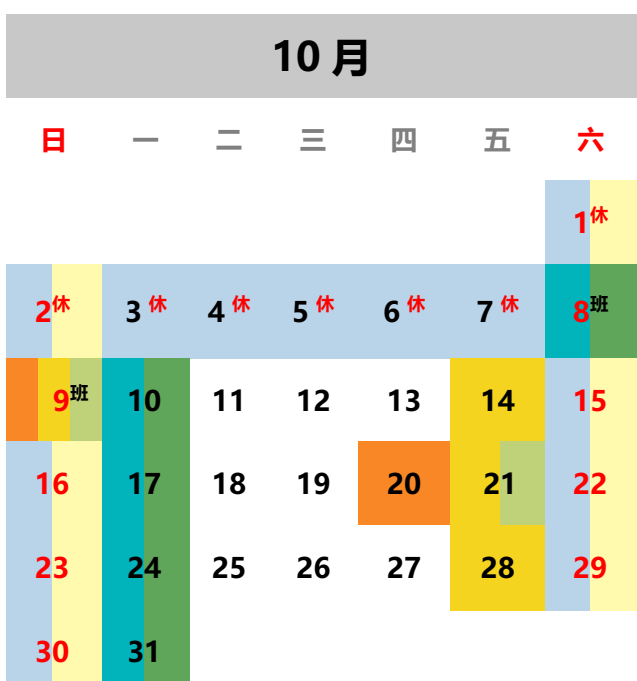 10 月
日 一 二 三 四 五 六
1休
2休 3 休 4 休 5 休 6 休 7 休 8班
9班 10 11 12 13 14 15
16 17 18 19 20 21 22
23 24 25 26 27 28 29
30 31